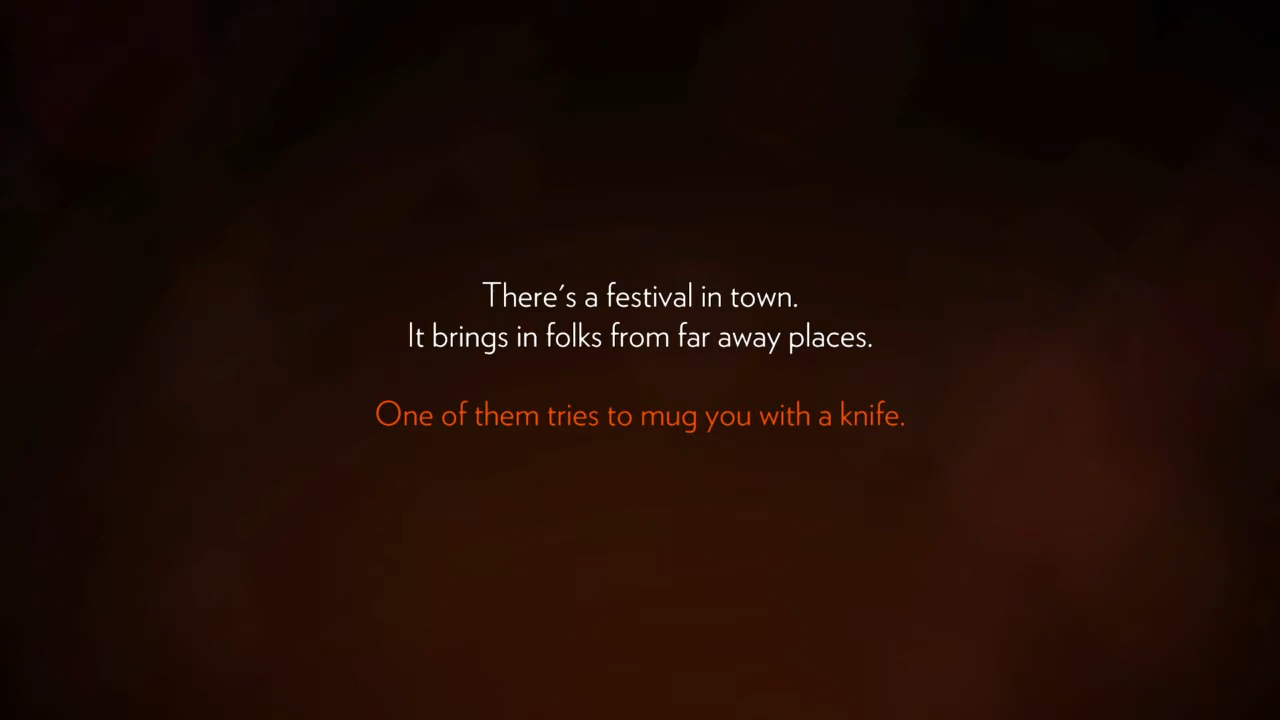 There's a festival in town.
It brings in folks from far away places.
One of them tries to mug you with a knife.